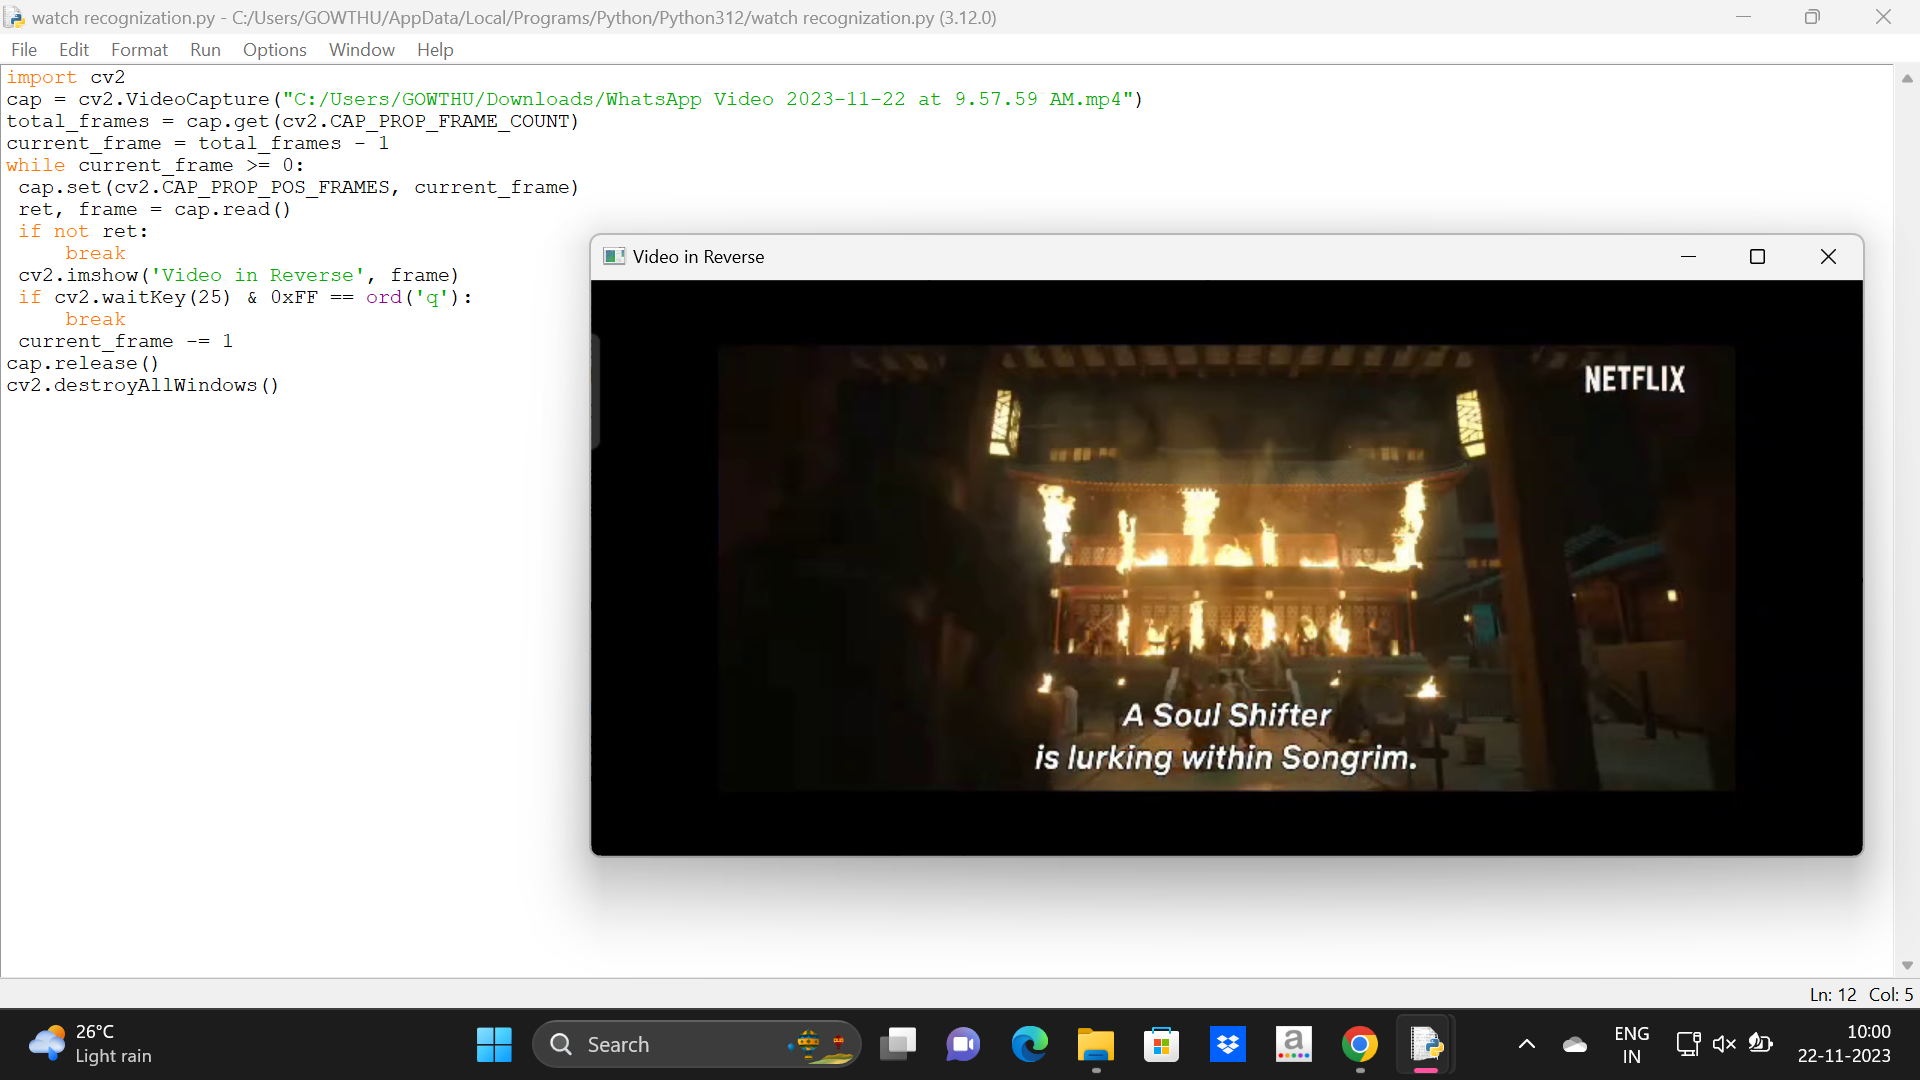 watch recognization.py - C:/Users/GOWTHU/AppData/Local/Programs/Python/Python312/watch recognization.py (3.12.0)
File Edit Format Run Options Window Help
import cv2
cap = cv2.VideoCapture("C:/Users/GOWTHU/Downloads/WhatsApp Video 2023-11-22 at 9.57.59 AM.mp4")
total_frames = cap.get(cv2.CAP_PROP_FRAME_COUNT)
current_frame = total_frames - 1
while current_frame >= 0:
 cap.set(cv2.CAP_PROP_POS_FRAMES, current_frame)
 ret, frame = cap.read()
 if not ret:
     break
 cv2.imshow('Video in Reverse', frame)
 if cv2.waitKey(25) & 0xFF == ord('q'):
     break
 current_frame -= 1
cap.release()
cv2.destroyAllWindows()
Video in Reverse
NETFLIX
A Soul Shifter
is lurking within Songrim.
Ln: 12 Col: 5
26°C
Light rain
Search
a
ENG
IN
10:00
22-11-2023